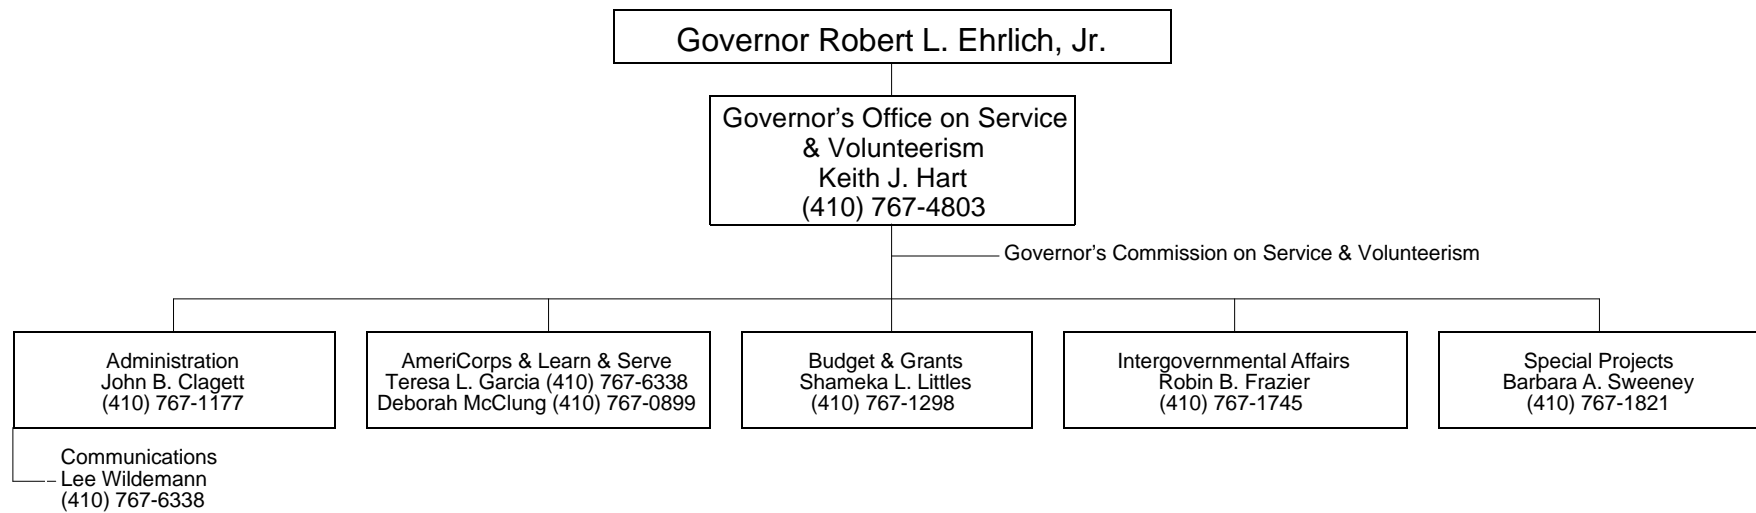 Governor Robert L. Ehrlich, Jr.
Governor’s Office on Service
& Volunteerism
Keith J. Hart
(410) 767-4803
Governor’s Commission on Service & Volunteerism
Administration
John B. Clagett
(410) 767-1177
AmeriCorps & Learn & Serve
Teresa L. Garcia (410) 767-6338
Deborah McClung (410) 767-0899
Budget & Grants
Shameka L. Littles
(410) 767-1298
Intergovernmental Affairs
Robin B. Frazier
(410) 767-1745
Special Projects
Barbara A. Sweeney
(410) 767-1821
Communications
Lee Wildemann
(410) 767-6338